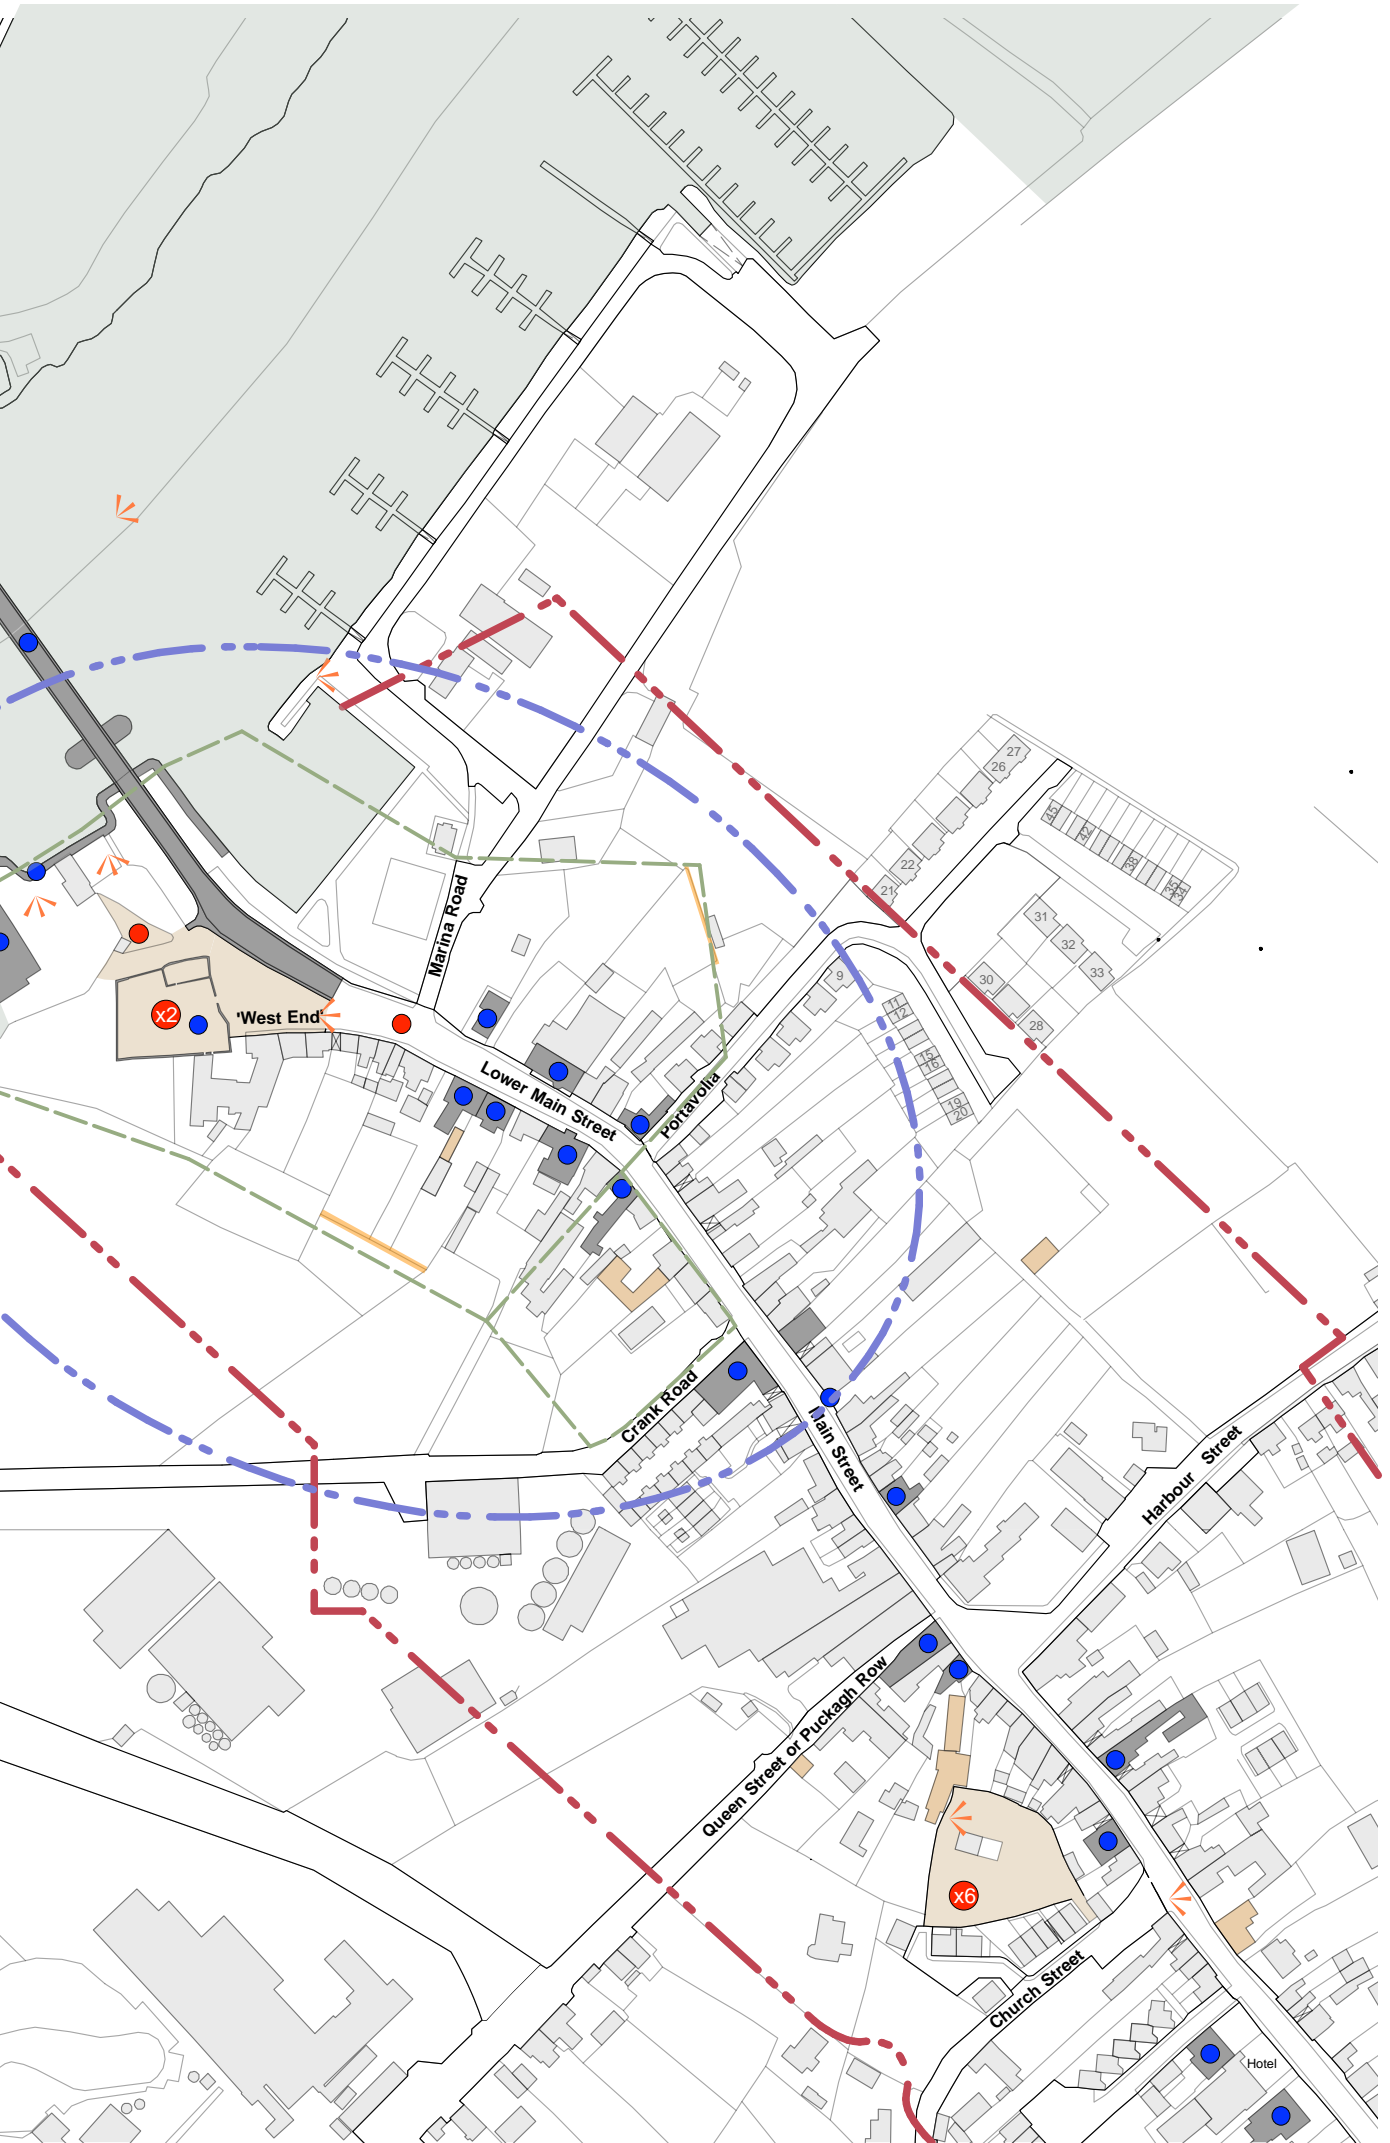 27
26
45
42
38
35
34
22
21
31
32
33
30
28
9
11
12
15
16
19
20
Marina Road
x2
'West End'
Lower Main Street
Portavolia
Crank Road
Main Street
Harbour Street
Queen Street or Puckagh Row
x6
Church Street
Hotel